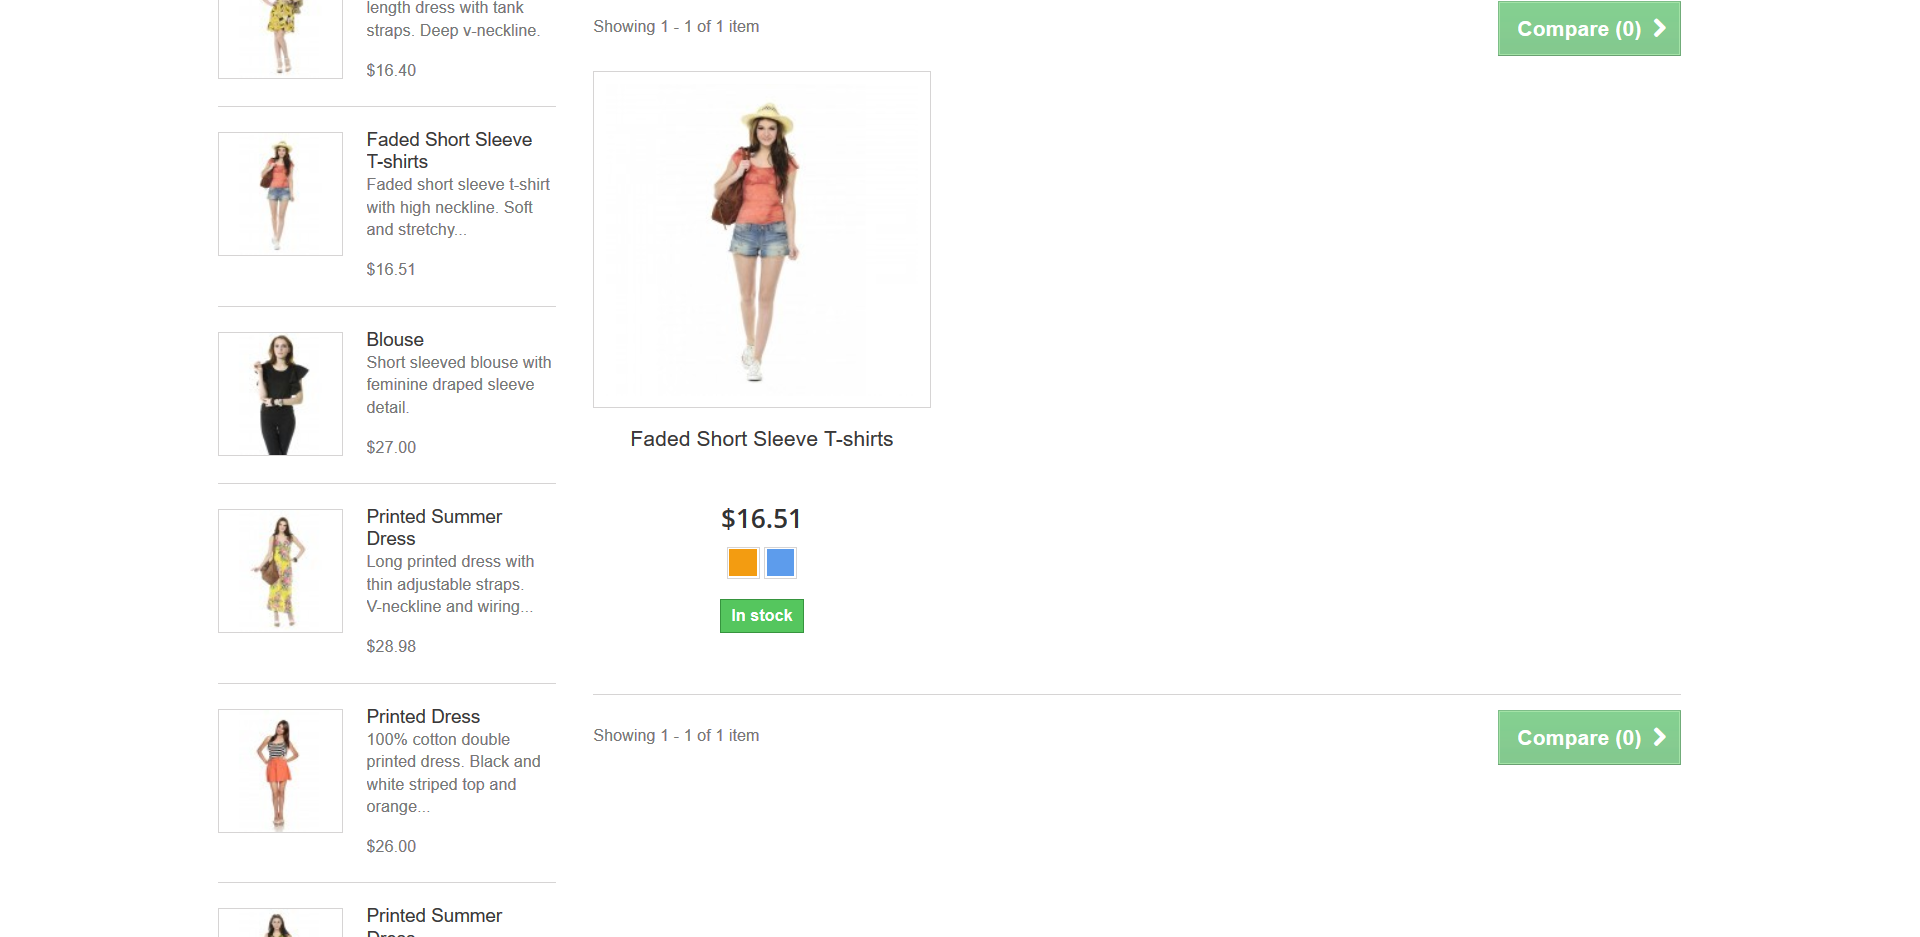 length dress with tank
straps. Deep v-neckline.
$16.40
Faded Short Sleeve
T-shirts
Faded short sleeve t-shirt
with high neckline. Soft
and stretchy...
$16.51
Blouse
Short sleeved blouse with
feminine draped sleeve
detail.
$27.00
Printed Summer
Dress
Long printed dress with
thin adjustable straps.
V-neckline and wiring...
$28.98
Printed Dress
100% cotton double
printed dress. Black and
white striped top and
orange...
$26.00
Printed Summer
Dress
Showing 1 - 1 of 1 item
Compare (0)
Faded Short Sleeve T-shirts
$16.51
In stock
Showing 1 - 1 of 1 item
Compare (0)